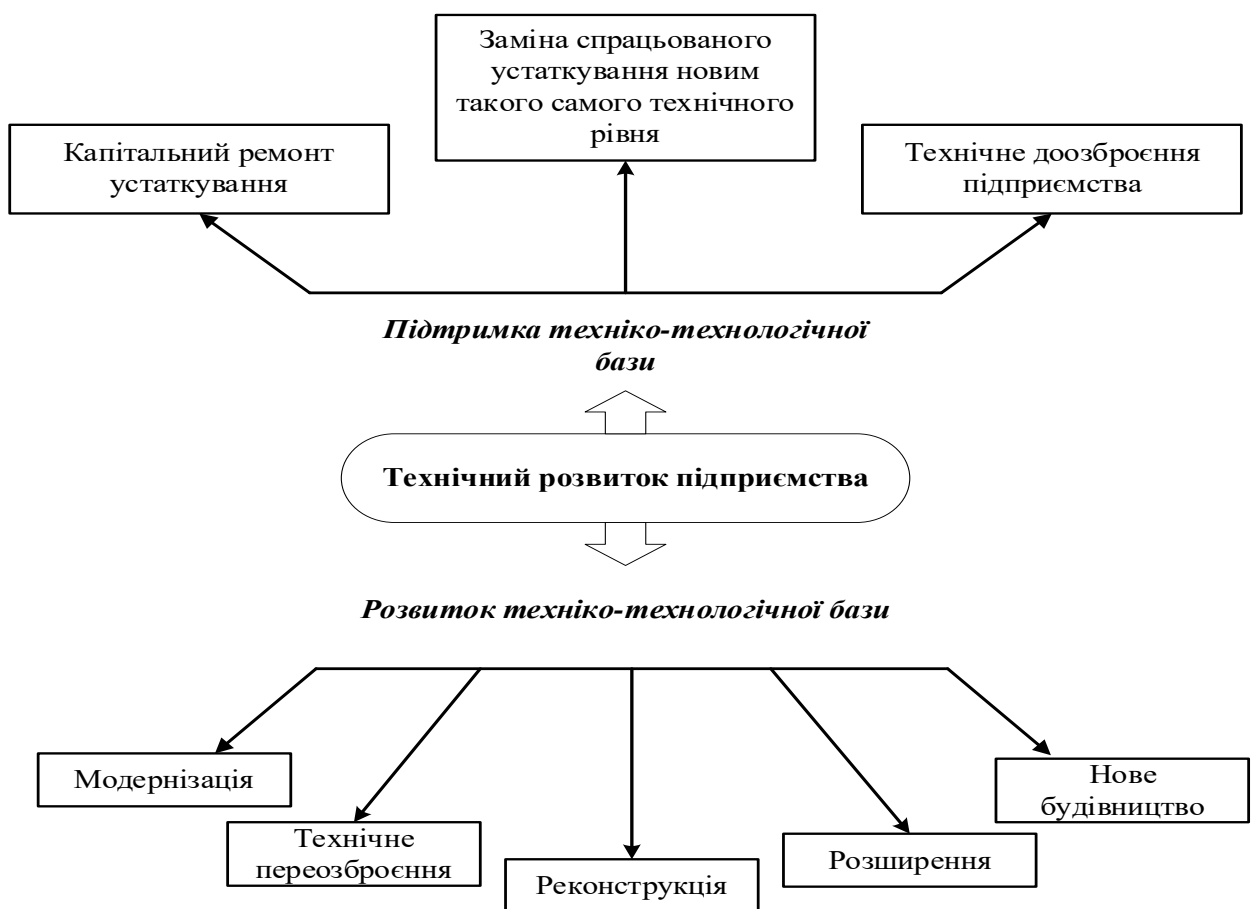 Заміна спрацьованого
устаткування новим
такого самого технічного
рівня
Капітальний ремонт
устаткування
Технічне доозброєння
підприємства
Підтримка техніко-технологічної
бази
Технічний розвиток підприємства
Розвиток техніко-технологічної бази
Модернізація
Технічне
переозброєння
Реконструкція
Розширення
Нове
будівництво